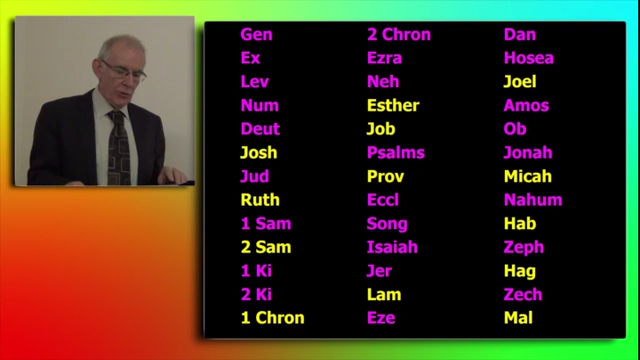 Gen 2 Chron Dan
Ex Ezra Hosea
Lev Neh Joel
Num Esther Amos
Deut Job Ob
Josh Psalms Jonah
Jud Prov Micah
Ruth Eccl Nahum
1 Sam Song Hab
2 Sam Isaiah Zeph
1 Ki Jer Hag
2 Ki Lam Zech
1 Chron Eze Mal